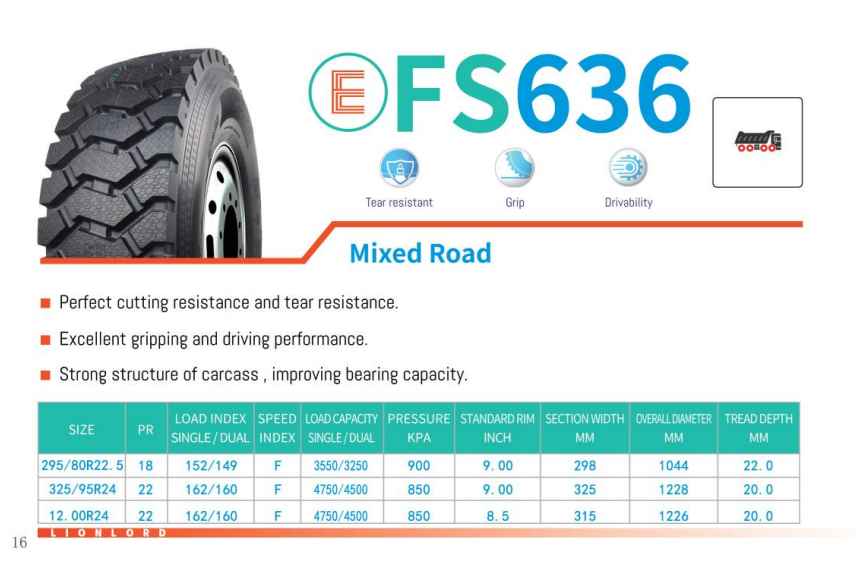 E FS636
Tear resistant
Grip
Drivability
Mixed Road
Perfect cutting resistance and tear resistance.
Excellent gripping and driving performance.
Strong structure of carcass , improving bearing capacity.
SIZE PR LOAD INDEX SINGLE / DUAL SPEED INDEX LOAD CAPACITY SINGLE / DUAL PRESSURE KPA STANDARD RIM INCH SECTION WIDTH MM OVERALL DIAMETER MM TREAD DEPTH MM
295/80R22.5 18 152/149 F 3550/3250 900 9.00 298 1044 22.0
325/95R24 22 162/160 F 4750/4500 850 9.00 325 1228 20.0
12.00R24 22 162/160 F 4750/4500 850 8.5 315 1226 20.0
LIONLORD
16